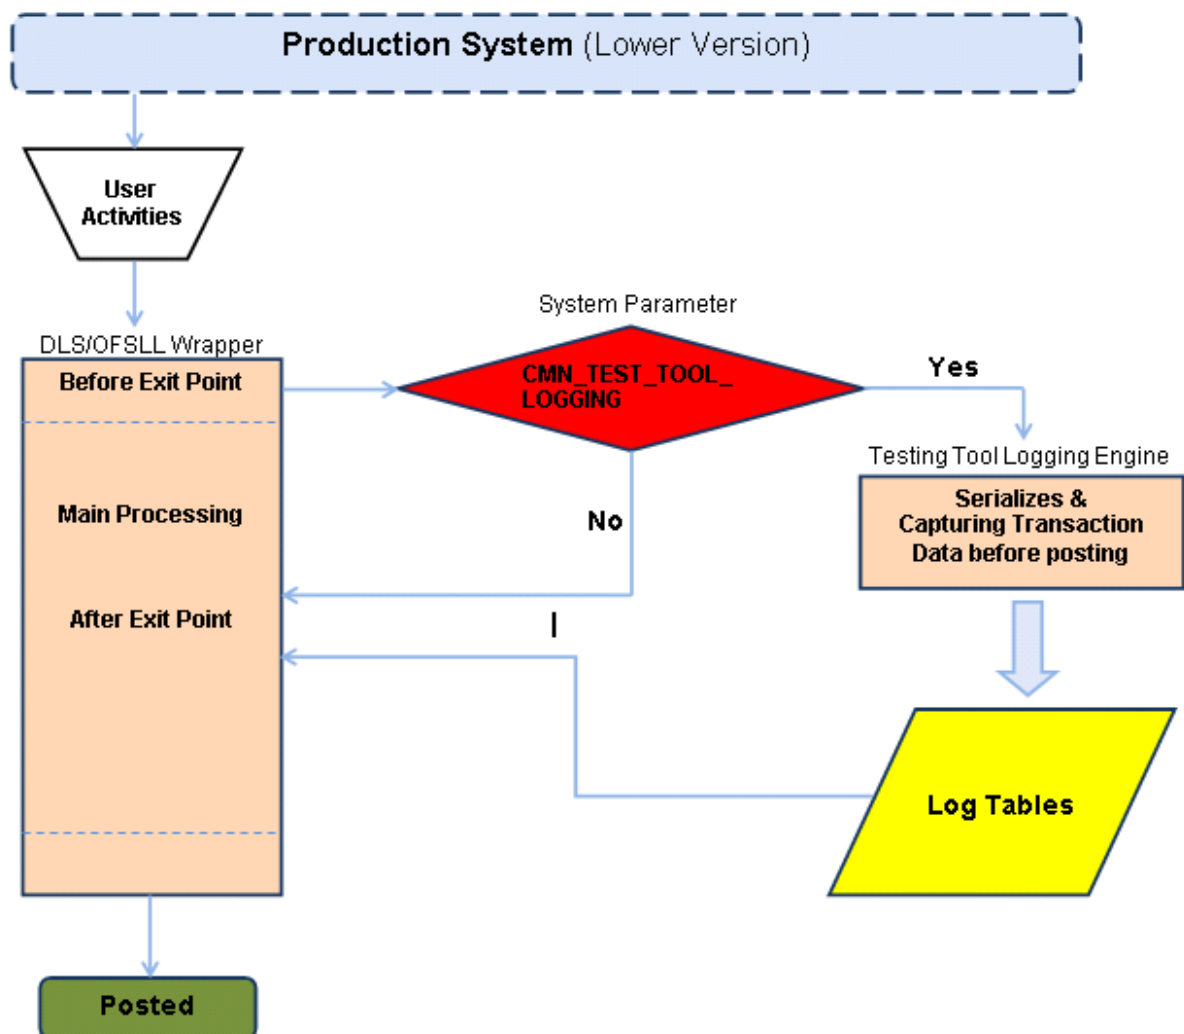 Production System (Lower Version)
User
Activities
System Parameter
DLS/OFSLL Wrapper
Before Exit Point
CMN_TEST_TOOL_
LOGGING
Yes
Testing Tool Logging Engine
Serializes &
Capturing Transaction
Data before posting
Main Processing
No
After Exit Point
I
Log Tables
Posted